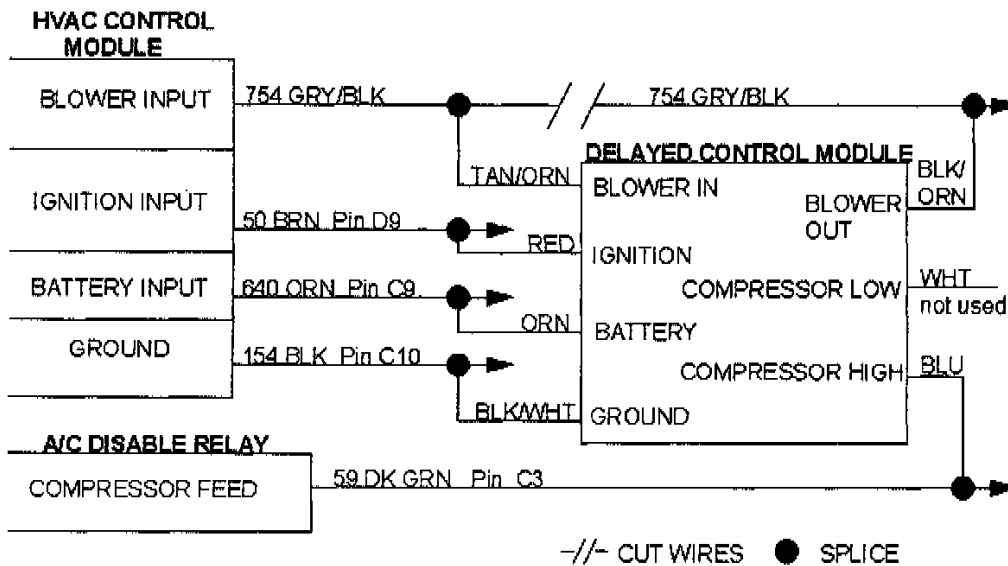 HVAC CONTROL
MODULE
BLOWER INPUT
754 GRY/BLK
754 GRY/BLK
DELAYED CONTROL MODULE
TAN/ORN
BLOWER IN
BLK/
ORN
BLOWER
OUT
IGNITION INPUT
50 BRN Pin D9
RED
IGNITION
BATTERY INPUT
640 ORN Pin C9
COMPRESSOR LOW
WHT
not used
ORN
BATTERY
GROUND
154 BLK Pin C10
COMPRESSOR HIGH
BLU
BLK/WHT
GROUND
A/C DISABLE RELAY
COMPRESSOR FEED
59 DK GRN Pin C3
-//- CUT WIRES
SPLICE